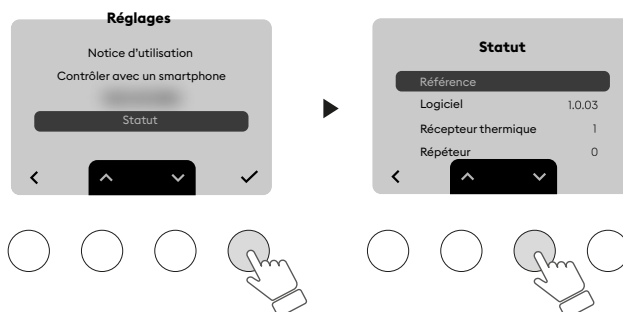 Réglages
Notice d'utilisation
Contrôler avec un smartphone
Statut
Statut
Référence
Logiciel 1.0.03
Récepteur thermique 1
Répéteur 0